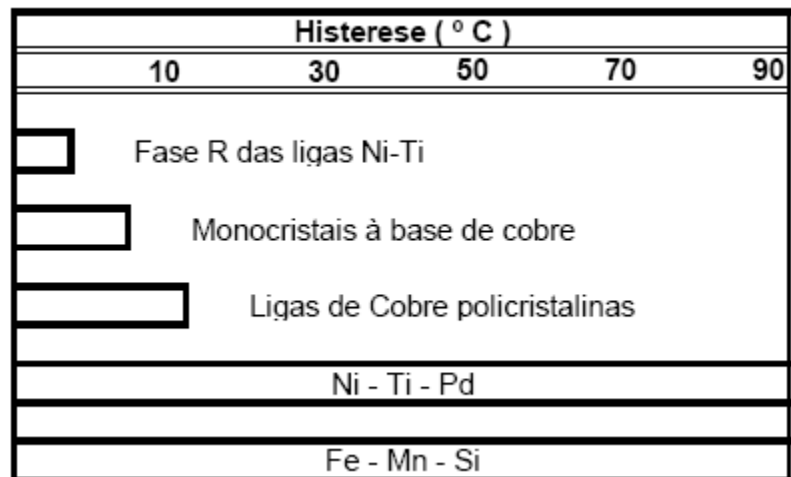 Histerese ( º C )
10 30 50 70 90
Fase R das ligas Ni-Ti
Monocristais à base de cobre
Ligas de Cobre policristalinas
Ni - Ti - Pd
Fe - Mn - Si